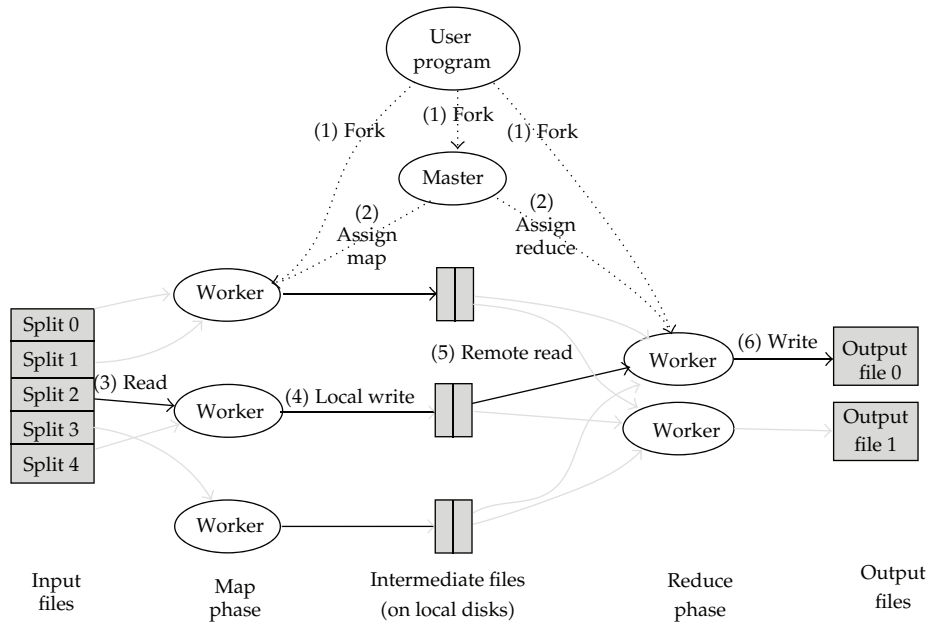 User
program
(1) Fork
(1) Fork
(1) Fork
Master
(2)
Assign
map
(2)
Assign
reduce
Worker
Split 0
Split 1
Split 2
Split 3
Split 4
(3) Read
Worker
(4) Local write
(5) Remote read
Worker
(6) Write
Output
file 0
Worker
Output
file 1
Worker
Input
files
Map
phase
Intermediate files
(on local disks)
Reduce
phase
Output
files